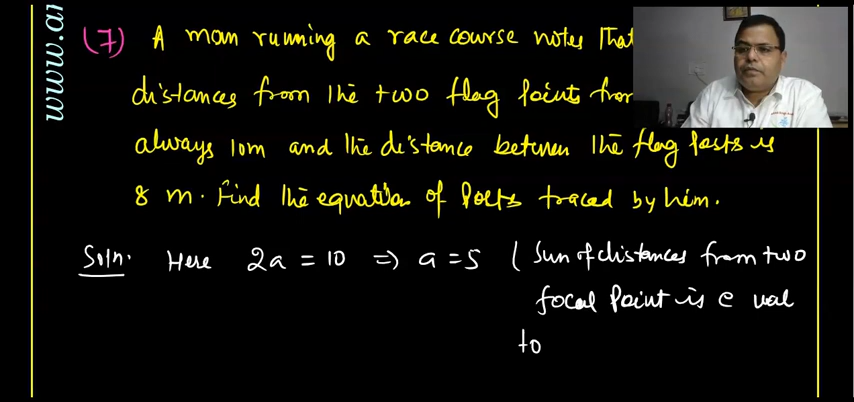 www.a
(7) A man running a race course notes that
distances from the two flag points from
always 10m and the distance between the flag posts is
8 m. Find the equation of Posts traced by him.
Soln. Here 2a = 10 => a = 5 ( Sum of distances from two
focal point is e ual
to